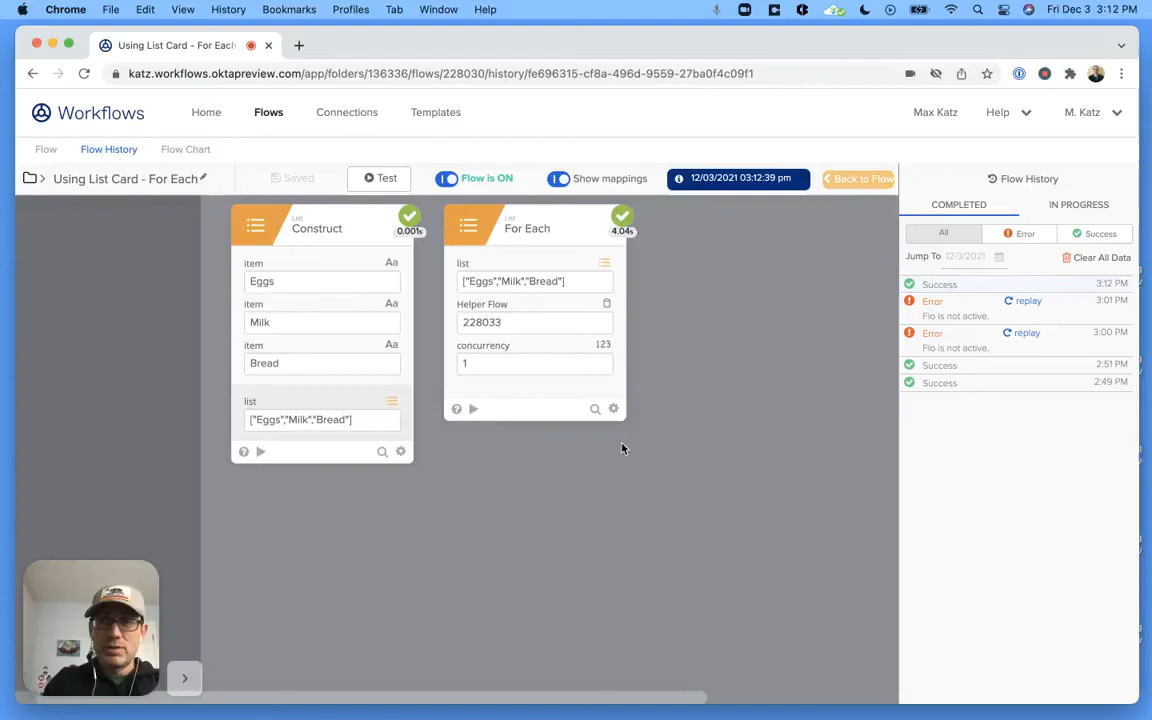 Chrome File Edit View History Bookmarks Profiles Tab Window Help Fri Dec 3 3:12 PM
Using List Card - For Each
katz.workflows.oktapreview.com/app/folders/136336/flows/228030/history/fe696315-cf8a-496d-9559-27ba0f4c09f1
Workflows Home Flows Connections Templates Max Katz Help M. Katz
Flow Flow History Flow Chart
Using List Card - For Each Saved Test Flow is ON Show mappings 12/03/2021 03:12:39 pm Back to Flow
Flow History
COMPLETED IN PROGRESS
All Error Success
Jump To 12/3/2021 Clear All Data
Success 3:12 PM
Error replay 3:01 PM
Flo is not active.
Error replay 3:00 PM
Flo is not active.
Success 2:51 PM
Success 2:49 PM
List
Construct
0.001s
item Aa
Eggs
item Aa
Milk
item Aa
Bread
list
["Eggs","Milk","Bread"]
List
For Each
4.04s
list
["Eggs","Milk","Bread"]
Helper Flow
228033
concurrency 123
1